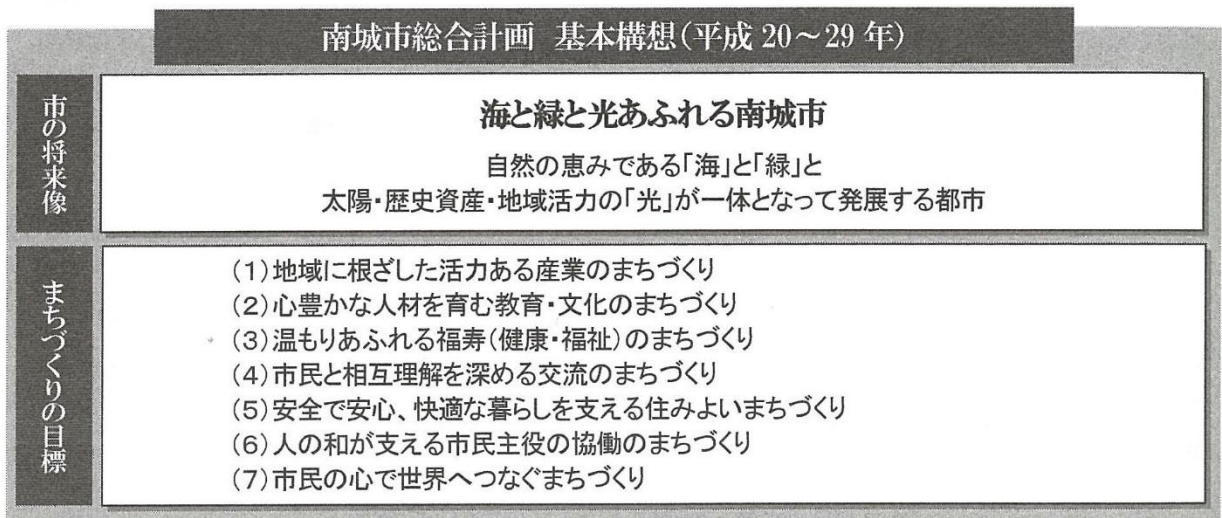 南城市総合計画 基本構想(平成 20～29 年)
市の将来像
海と緑と光あふれる南城市
自然の恵みである「海」と「緑」と
太陽・歴史資産・地域活力の「光」が一体となって発展する都市
まちづくりの目標
(1)地域に根ざした活力ある産業のまちづくり
(2)心豊かな人材を育む教育・文化のまちづくり
(3)温もりあふれる福寿(健康・福祉)のまちづくり
(4)市民と相互理解を深める交流のまちづくり
(5)安全で安心、快適な暮らしを支える住みよいまちづくり
(6)人の和が支える市民主役の協働のまちづくり
(7)市民の心で世界へつなぐまちづくり